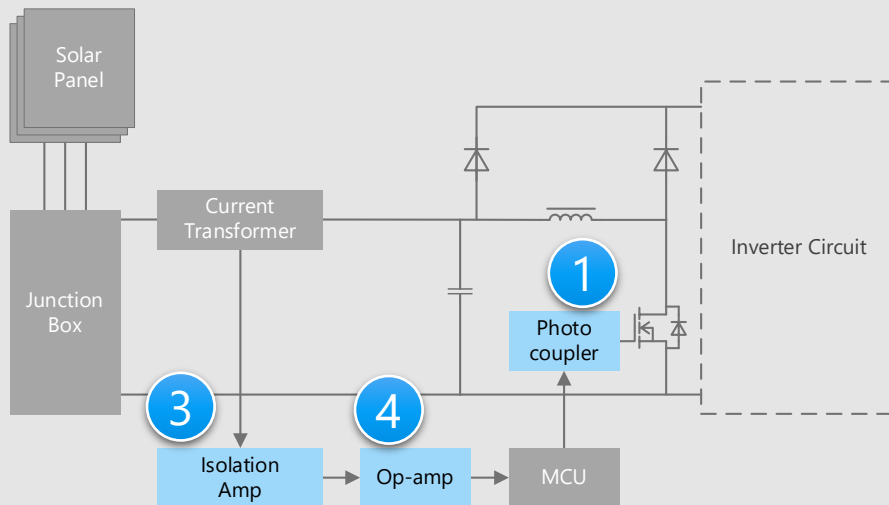 Solar
Panel
Current
Transformer
Inverter Circuit
1
Junction
Box
Photo
coupler
3
4
Isolation
Amp
Op-amp
MCU